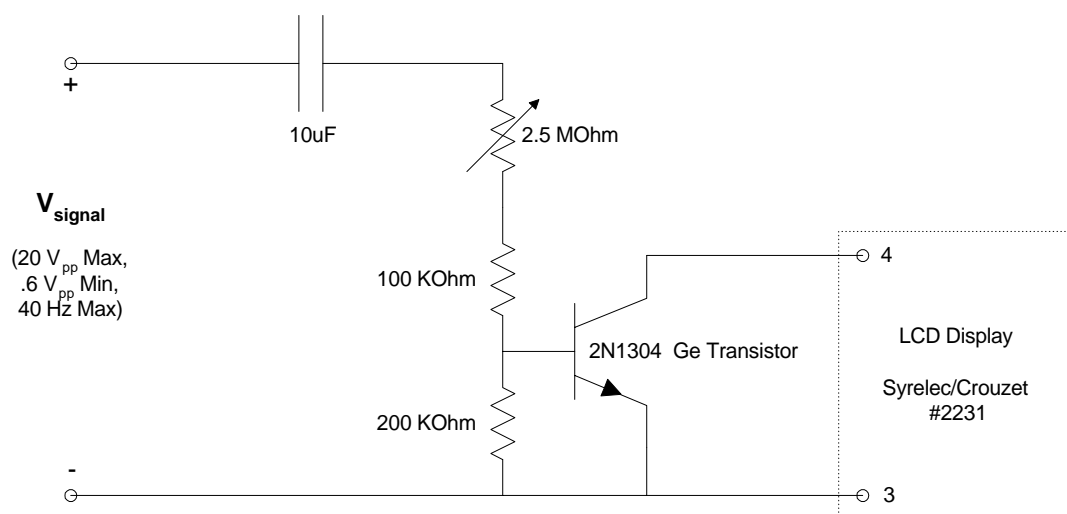 +
10uF
2.5 MOhm
V signal
(20 V pp Max,
.6 V pp Min,
40 Hz Max)
100 KOhm
4
2N1304 Ge Transistor
LCD Display
Syrelec/Crouzet
#2231
200 KOhm
-
3